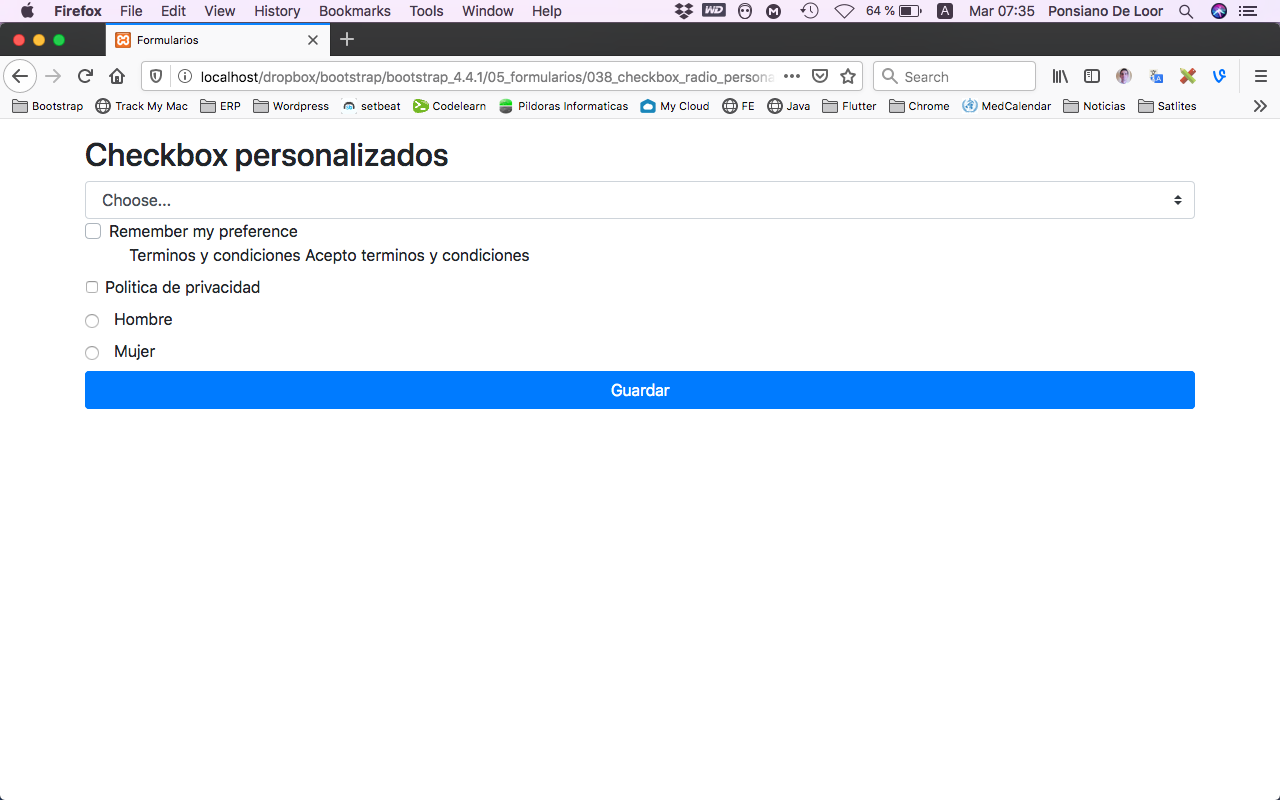 Firefox File Edit View History Bookmarks Tools Window Help WD M 64 % A Mar 07:35 Ponsiano De Loor
Formularios
localhost/dropbox/bootstrap/bootstrap_4.4.1/05_formularios/038_checkbox_radio_persona Search
Bootstrap Track My Mac ERP Wordpress setbeat Codelearn Pildoras Informaticas My Cloud FE Java Flutter Chrome MedCalendar Noticias Satlites
Checkbox personalizados
Choose...
Remember my preference
Terminos y condiciones Acepto terminos y condiciones
Politica de privacidad
Hombre
Mujer
Guardar